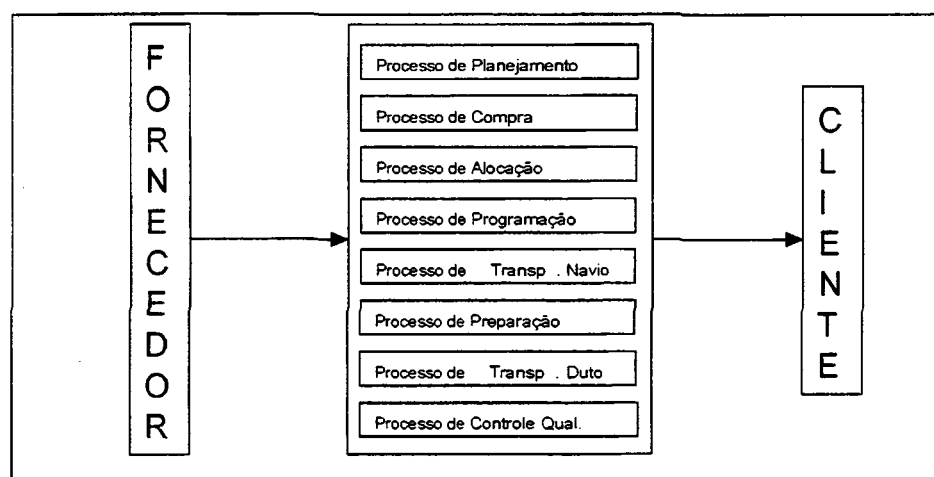 FORNECEDOR
Processo de Planejamento
Processo de Compra
Processo de Alocação
Processo de Programação
Processo de Transp . Navio
Processo de Preparação
Processo de Transp . Duto
Processo de Controle Qual.
CLIENTE